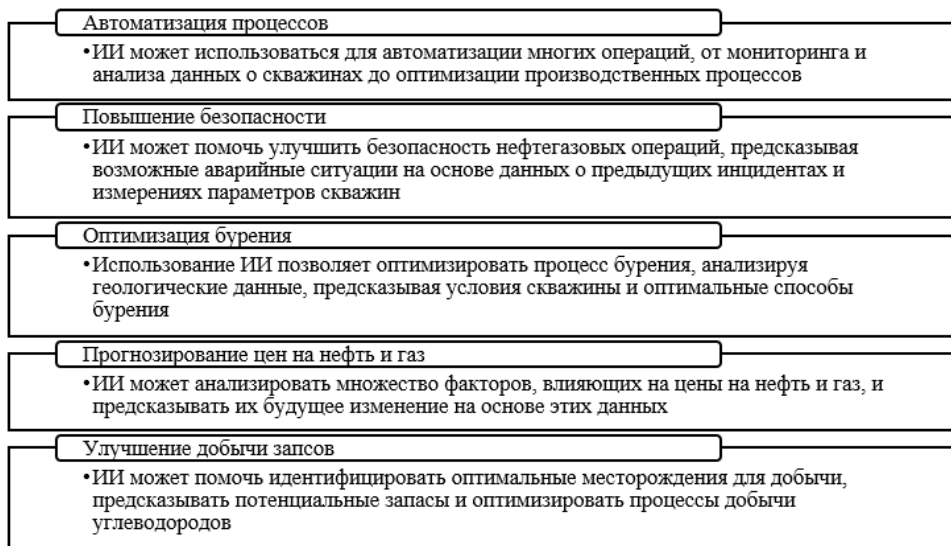 Автоматизация процессов
•ИИ может использоваться для автоматизации многих операций, от мониторинга и
анализа данных о скважинах до оптимизации производственных процессов
Повышение безопасности
•ИИ может помочь улучшить безопасность нефтегазовых операций, предсказывая
возможные аварийные ситуации на основе данных о предыдущих инцидентах и
измерениях параметров скважин
Оптимизация бурения
•Использование ИИ позволяет оптимизировать процесс бурения, анализируя
геологические данные, предсказывая условия скважины и оптимальные способы
бурения
Прогнозирование цен на нефть и газ
•ИИ может анализировать множество факторов, влияющих на цены на нефть и газ, и
предсказывать их будущее изменение на основе этих данных
Улучшение добычи запсов
•ИИ может помочь идентифицировать оптимальные месторождения для добычи,
предсказывать потенциальные запасы и оптимизировать процессы добычи
углеводородов